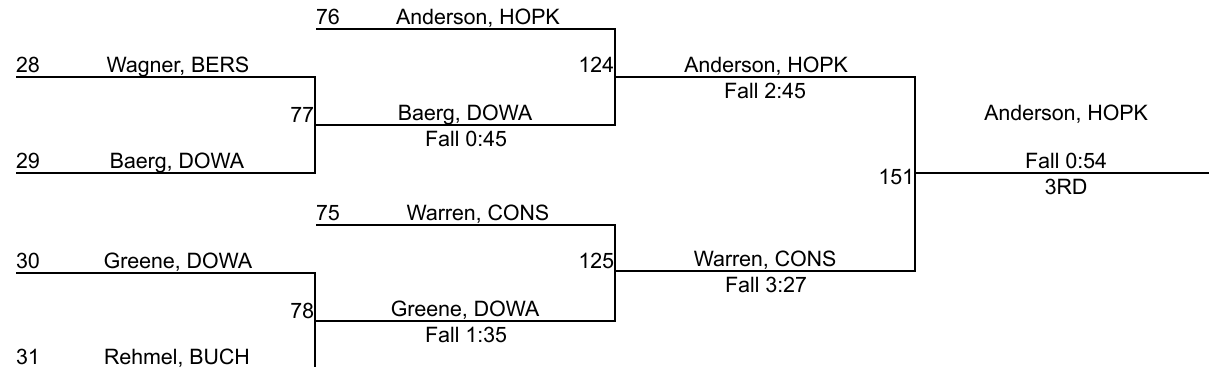 76 Anderson, HOPK
28 Wagner, BERS
124 Anderson, HOPK
Fall 2:45
77 Baerg, DOWA
Fall 0:45
Anderson, HOPK
29 Baerg, DOWA
Fall 0:54
151
3RD
75 Warren, CONS
30 Greene, DOWA
125 Warren, CONS
Fall 3:27
78 Greene, DOWA
Fall 1:35
31 Rehmel, BUCH